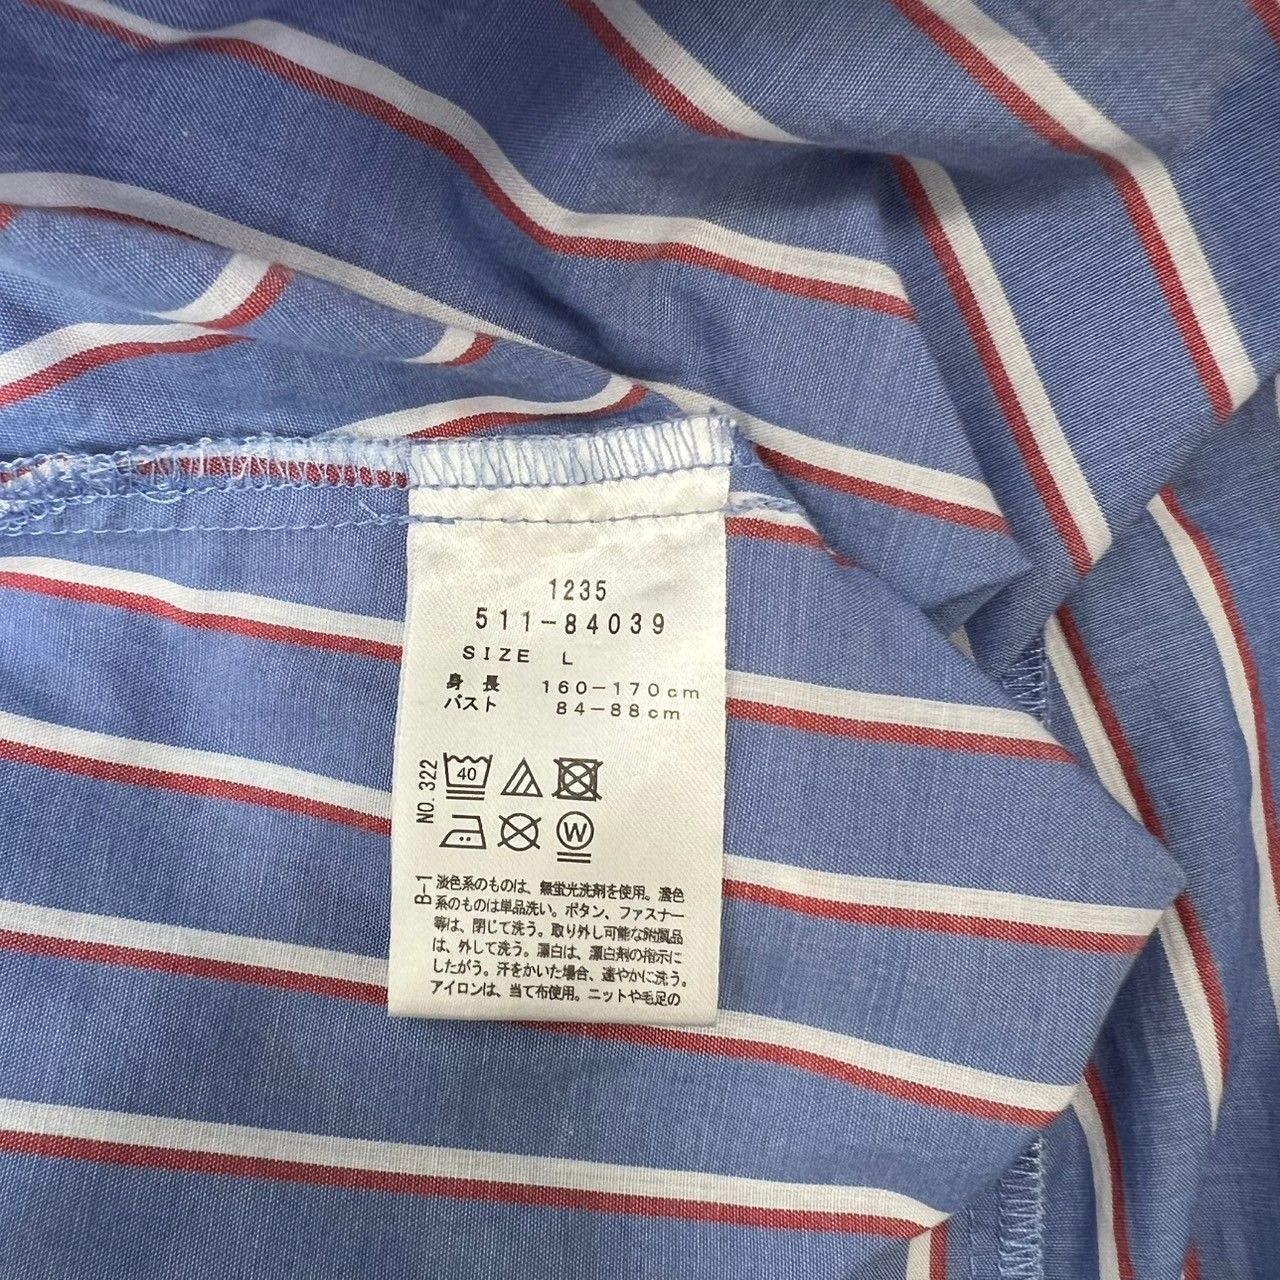 1235
511-84039
SIZE L
身長 160-170cm
バスト 84-88cm
NO.322
40
W
B-1
淡色系のものは、無蛍光洗剤を使用。濃色
系のものは単品洗い。ボタン、ファスナー
等は、閉じて洗う。取り外し可能な附属品
は、外して洗う。漂白は、漂白剤の指示に
したがう。汗をかいた場合、速やかに洗う。
アイロンは、当て布使用。ニットや毛足の